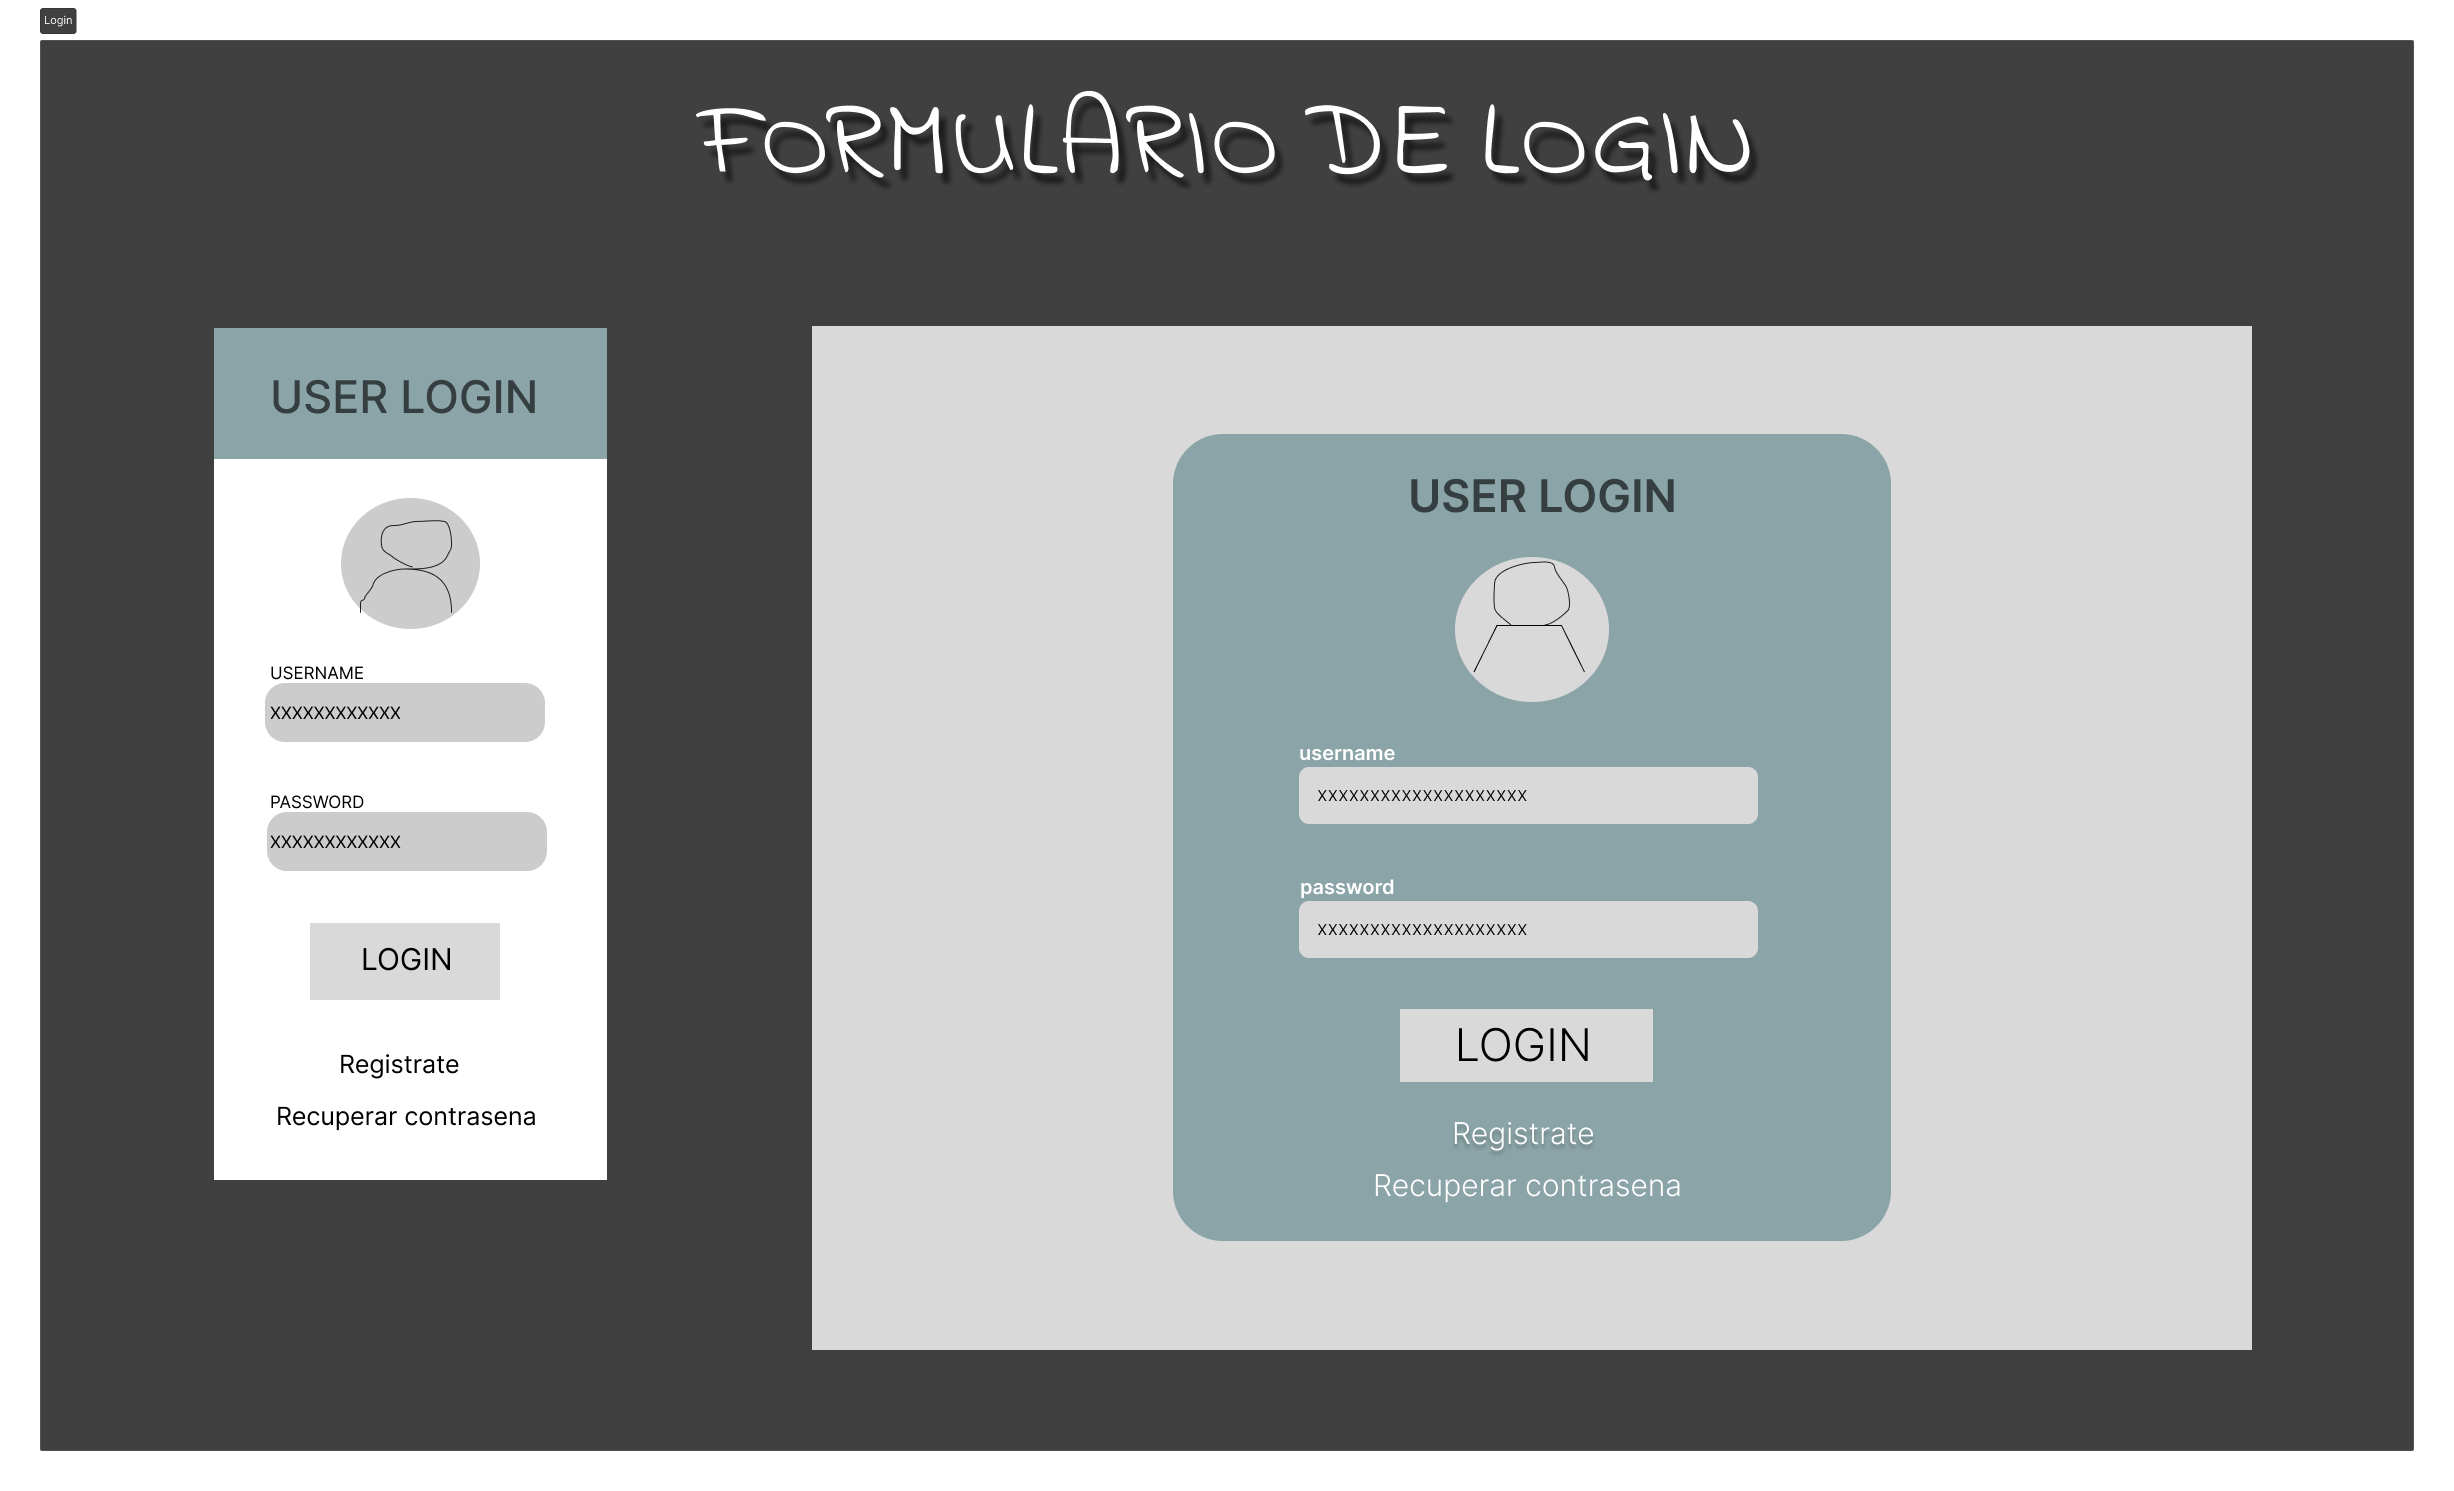 Login
FORMULARIO DE LOGIN
USER LOGIN
USERNAME
XXXXXXXXXXXX
PASSWORD
XXXXXXXXXXXX
LOGIN
Registrate
Recuperar contrasena
USER LOGIN
username
XXXXXXXXXXXXXXXXXXXX
password
XXXXXXXXXXXXXXXXXXXX
LOGIN
Registrate
Recuperar contrasena